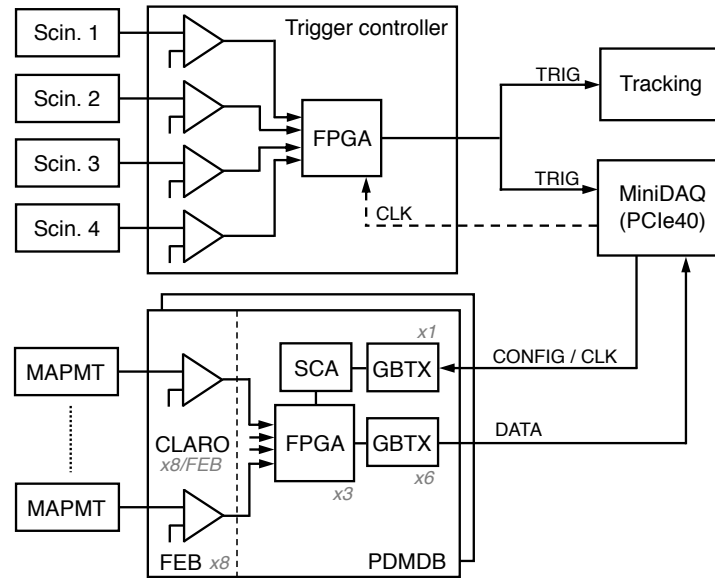 Scin. 1
Trigger controller
Scin. 2
Scin. 3
Scin. 4
FPGA
CLK
TRIG
Tracking
TRIG
MiniDAQ
(PCIe40)
x1
CONFIG / CLK
MAPMT
SCA
GBTX
CLARO
x8/FEB
FPGA
GBTX
DATA
x3
x6
MAPMT
FEB x8
PDMDB